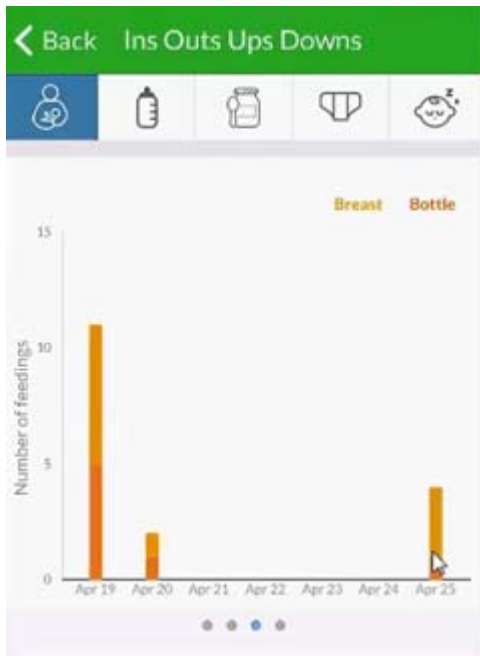 Back Ins Outs Ups Downs
z
Breast Bottle
15
Number of feedings
10
5
0
Apr 19 Apr 20 Apr 21 Apr 22 Apr 23 Apr 24 Apr 25